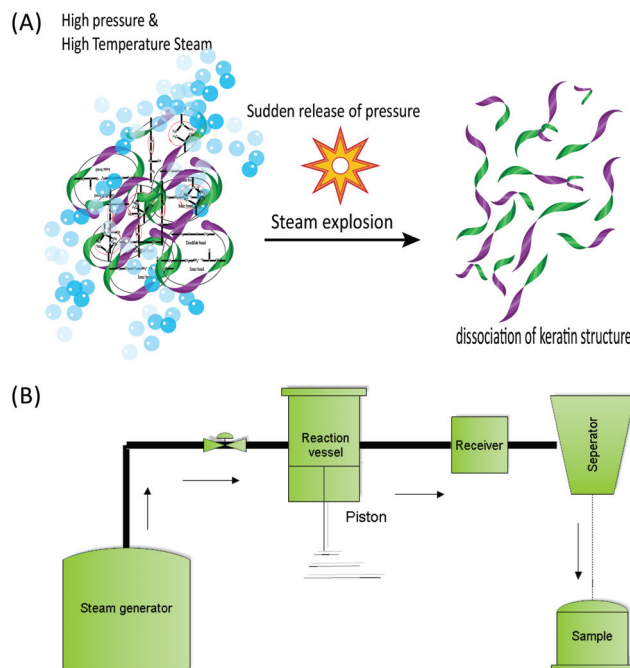 (A)
High pressure &
High Temperature Steam
Sudden release of pressure
Steam explosion
dissociation of keratin structure
(B)
Reaction
vessel
Receiver
Seperator
Piston
Steam generator
Sample